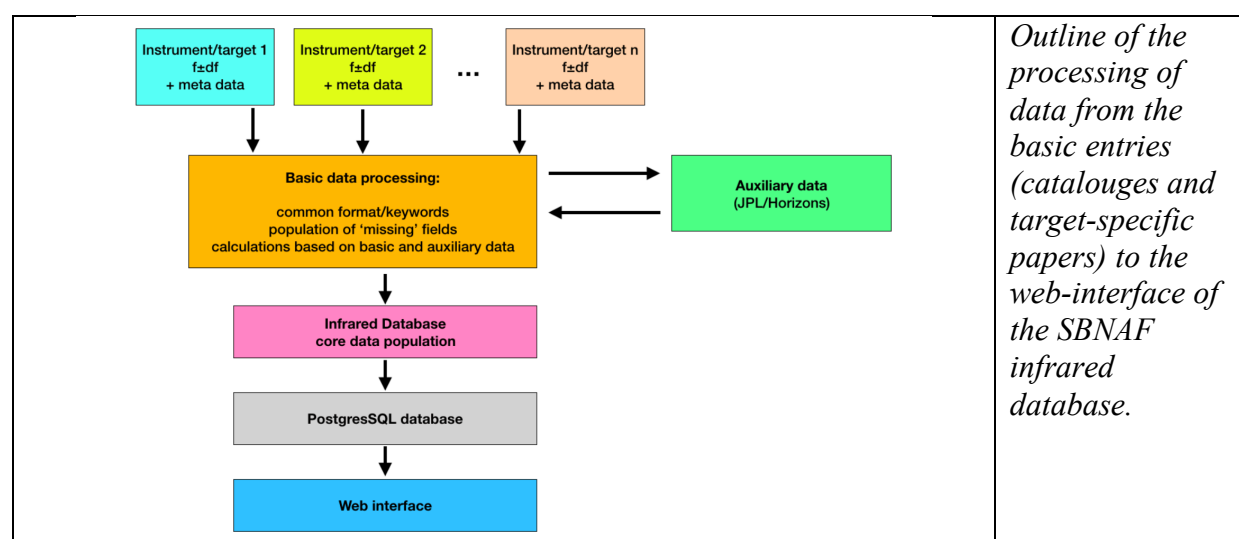 Instrument/target 1
f±df
+ meta data
Instrument/target 2
f±df
+ meta data
...
Instrument/target n
f±df
+ meta data
Basic data processing:
common format/keywords
population of ‘missing’ fields
calculations based on basic and auxiliary data
Auxiliary data
(JPL/Horizons)
Infrared Database
core data population
PostgresSQL database
Web interface
Outline of the
processing of
data from the
basic entries
(catalouges and
target-specific
papers) to the
web-interface of
the SBNAF
infrared
database.